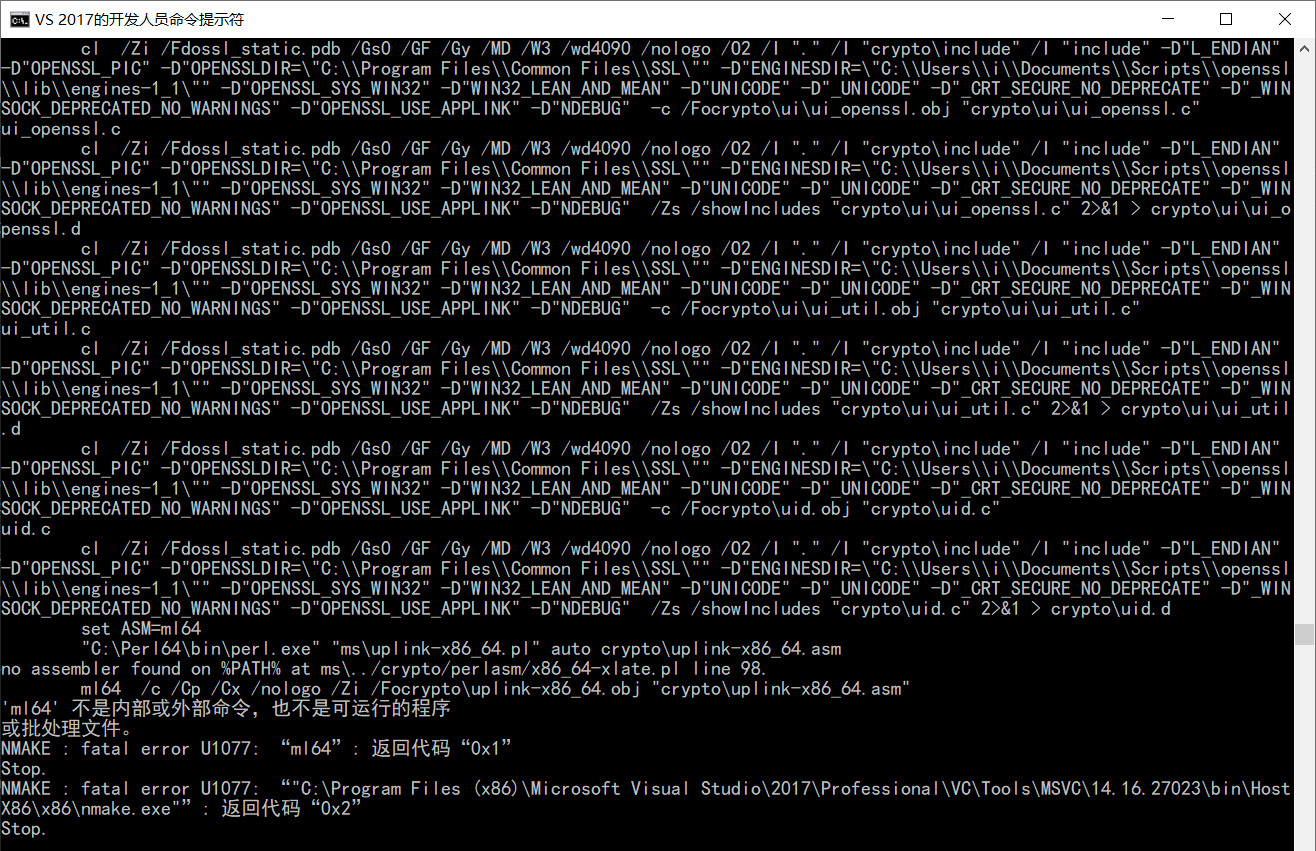 VS 2017的开发人员命令提示符
        cl  /Zi /Fdossl_static.pdb /Gs0 /GF /Gy /MD /W3 /wd4090 /nologo /O2 /I "." /I "crypto\include" /I "include" -D"L_ENDIAN"
-D"OPENSSL_PIC" -D"OPENSSLDIR=\"C:\\Program Files\\Common Files\\SSL\"" -D"ENGINESDIR=\"C:\\Users\\i\\Documents\\Scripts\\openssl
\\lib\\engines-1_1\"" -D"OPENSSL_SYS_WIN32" -D"WIN32_LEAN_AND_MEAN" -D"UNICODE" -D"_UNICODE" -D"_CRT_SECURE_NO_DEPRECATE" -D"_WIN
SOCK_DEPRECATED_NO_WARNINGS" -D"OPENSSL_USE_APPLINK" -D"NDEBUG"  -c /Focrypto\ui\ui_openssl.obj "crypto\ui\ui_openssl.c"
ui_openssl.c
        cl  /Zi /Fdossl_static.pdb /Gs0 /GF /Gy /MD /W3 /wd4090 /nologo /O2 /I "." /I "crypto\include" /I "include" -D"L_ENDIAN"
-D"OPENSSL_PIC" -D"OPENSSLDIR=\"C:\\Program Files\\Common Files\\SSL\"" -D"ENGINESDIR=\"C:\\Users\\i\\Documents\\Scripts\\openssl
\\lib\\engines-1_1\"" -D"OPENSSL_SYS_WIN32" -D"WIN32_LEAN_AND_MEAN" -D"UNICODE" -D"_UNICODE" -D"_CRT_SECURE_NO_DEPRECATE" -D"_WIN
SOCK_DEPRECATED_NO_WARNINGS" -D"OPENSSL_USE_APPLINK" -D"NDEBUG"  /Zs /showIncludes "crypto\ui\ui_openssl.c" 2>&1 > crypto\ui\ui_o
penssl.d
        cl  /Zi /Fdossl_static.pdb /Gs0 /GF /Gy /MD /W3 /wd4090 /nologo /O2 /I "." /I "crypto\include" /I "include" -D"L_ENDIAN"
-D"OPENSSL_PIC" -D"OPENSSLDIR=\"C:\\Program Files\\Common Files\\SSL\"" -D"ENGINESDIR=\"C:\\Users\\i\\Documents\\Scripts\\openssl
\\lib\\engines-1_1\"" -D"OPENSSL_SYS_WIN32" -D"WIN32_LEAN_AND_MEAN" -D"UNICODE" -D"_UNICODE" -D"_CRT_SECURE_NO_DEPRECATE" -D"_WIN
SOCK_DEPRECATED_NO_WARNINGS" -D"OPENSSL_USE_APPLINK" -D"NDEBUG"  -c /Focrypto\ui\ui_util.obj "crypto\ui\ui_util.c"
ui_util.c
        cl  /Zi /Fdossl_static.pdb /Gs0 /GF /Gy /MD /W3 /wd4090 /nologo /O2 /I "." /I "crypto\include" /I "include" -D"L_ENDIAN"
-D"OPENSSL_PIC" -D"OPENSSLDIR=\"C:\\Program Files\\Common Files\\SSL\"" -D"ENGINESDIR=\"C:\\Users\\i\\Documents\\Scripts\\openssl
\\lib\\engines-1_1\"" -D"OPENSSL_SYS_WIN32" -D"WIN32_LEAN_AND_MEAN" -D"UNICODE" -D"_UNICODE" -D"_CRT_SECURE_NO_DEPRECATE" -D"_WIN
SOCK_DEPRECATED_NO_WARNINGS" -D"OPENSSL_USE_APPLINK" -D"NDEBUG"  /Zs /showIncludes "crypto\ui\ui_util.c" 2>&1 > crypto\ui\ui_util
.d
        cl  /Zi /Fdossl_static.pdb /Gs0 /GF /Gy /MD /W3 /wd4090 /nologo /O2 /I "." /I "crypto\include" /I "include" -D"L_ENDIAN"
-D"OPENSSL_PIC" -D"OPENSSLDIR=\"C:\\Program Files\\Common Files\\SSL\"" -D"ENGINESDIR=\"C:\\Users\\i\\Documents\\Scripts\\openssl
\\lib\\engines-1_1\"" -D"OPENSSL_SYS_WIN32" -D"WIN32_LEAN_AND_MEAN" -D"UNICODE" -D"_UNICODE" -D"_CRT_SECURE_NO_DEPRECATE" -D"_WIN
SOCK_DEPRECATED_NO_WARNINGS" -D"OPENSSL_USE_APPLINK" -D"NDEBUG"  -c /Focrypto\uid.obj "crypto\uid.c"
uid.c
        cl  /Zi /Fdossl_static.pdb /Gs0 /GF /Gy /MD /W3 /wd4090 /nologo /O2 /I "." /I "crypto\include" /I "include" -D"L_ENDIAN"
-D"OPENSSL_PIC" -D"OPENSSLDIR=\"C:\\Program Files\\Common Files\\SSL\"" -D"ENGINESDIR=\"C:\\Users\\i\\Documents\\Scripts\\openssl
\\lib\\engines-1_1\"" -D"OPENSSL_SYS_WIN32" -D"WIN32_LEAN_AND_MEAN" -D"UNICODE" -D"_UNICODE" -D"_CRT_SECURE_NO_DEPRECATE" -D"_WIN
SOCK_DEPRECATED_NO_WARNINGS" -D"OPENSSL_USE_APPLINK" -D"NDEBUG"  /Zs /showIncludes "crypto\uid.c" 2>&1 > crypto\uid.d
        set ASM=ml64
        "C:\Perl64\bin\perl.exe" "ms\uplink-x86_64.pl" auto crypto\uplink-x86_64.asm
no assembler found on %PATH% at ms\../crypto/perlasm/x86_64-xlate.pl line 98.
        ml64  /c /Cp /Cx /nologo /Zi /Focrypto\uplink-x86_64.obj "crypto\uplink-x86_64.asm"
'ml64' 不是内部或外部命令，也不是可运行的程序
或批处理文件。
NMAKE : fatal error U1077: “ml64”: 返回代码“0x1”
Stop.
NMAKE : fatal error U1077: “"C:\Program Files (x86)\Microsoft Visual Studio\2017\Professional\VC\Tools\MSVC\14.16.27023\bin\Host
X86\x86\nmake.exe"”: 返回代码“0x2”
Stop.